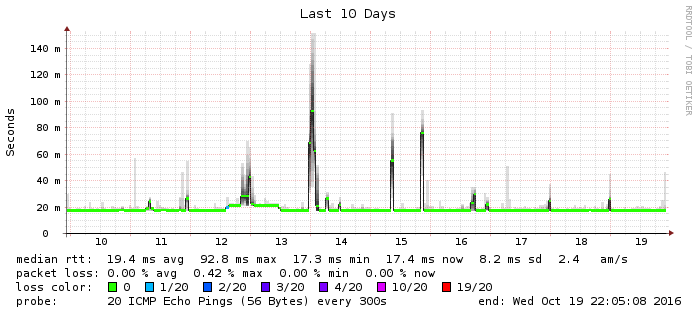 Last 10 Days
RRDTOOL / TOBI OETIKER
Seconds
140 m
120 m
100 m
80 m
60 m
40 m
20 m
0
10 11 12 13 14 15 16 17 18 19
median rtt: 19.4 ms avg 92.8 ms max 17.3 ms min 17.4 ms now 8.2 ms sd 2.4 am/s
packet loss: 0.00 % avg 0.42 % max 0.00 % min 0.00 % now
loss color: 0 1/20 2/20 3/20 4/20 10/20 19/20
probe: 20 ICMP Echo Pings (56 Bytes) every 300s end: Wed Oct 19 22:05:08 2016